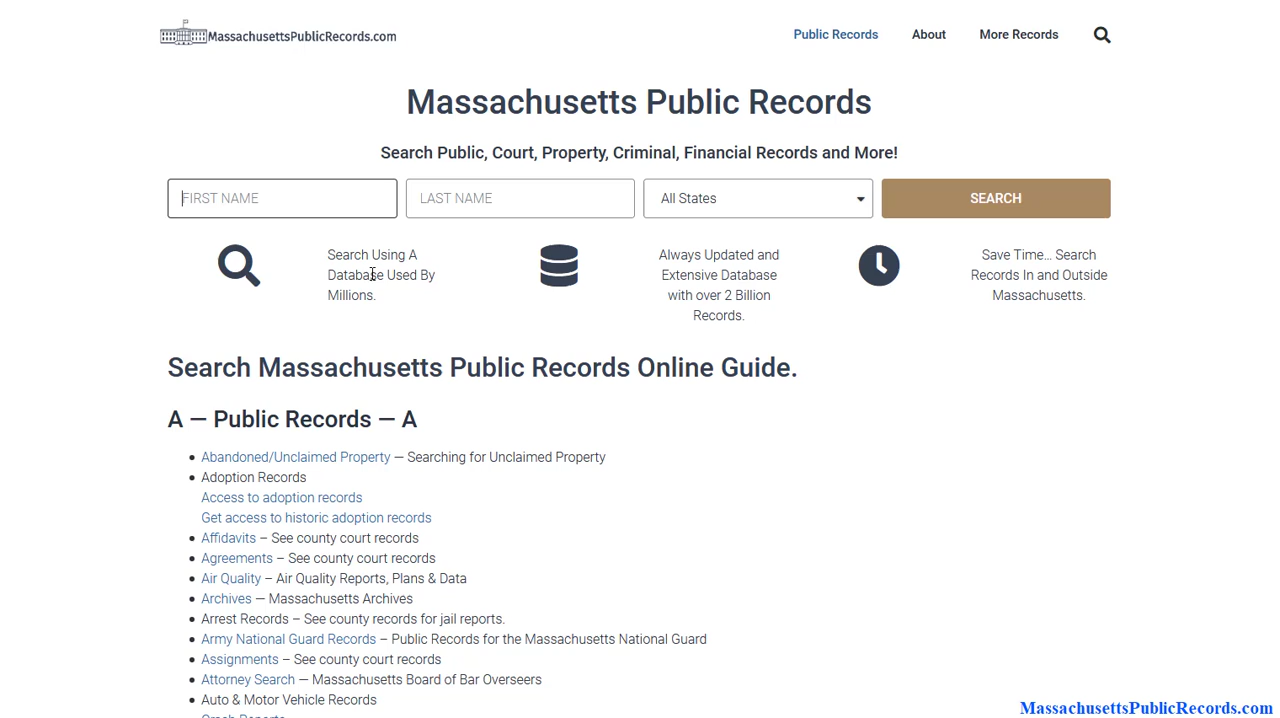 MassachusettsPublicRecords.com
Public Records
About
More Records
Massachusetts Public Records
Search Public, Court, Property, Criminal, Financial Records and More!
FIRST NAME
LAST NAME
All States
SEARCH
Search Using A
Database Used By
Millions.
Always Updated and
Extensive Database
with over 2 Billion
Records.
Save Time... Search
Records In and Outside
Massachusetts.
Search Massachusetts Public Records Online Guide.
A — Public Records — A
Abandoned/Unclaimed Property — Searching for Unclaimed Property
Adoption Records
Access to adoption records
Get access to historic adoption records
Affidavits – See county court records
Agreements – See county court records
Air Quality – Air Quality Reports, Plans & Data
Archives — Massachusetts Archives
Arrest Records – See county records for jail reports.
Army National Guard Records – Public Records for the Massachusetts National Guard
Assignments – See county court records
Attorney Search — Massachusetts Board of Bar Overseers
Auto & Motor Vehicle Records
Crash Reports
MassachusettsPublicRecords.com